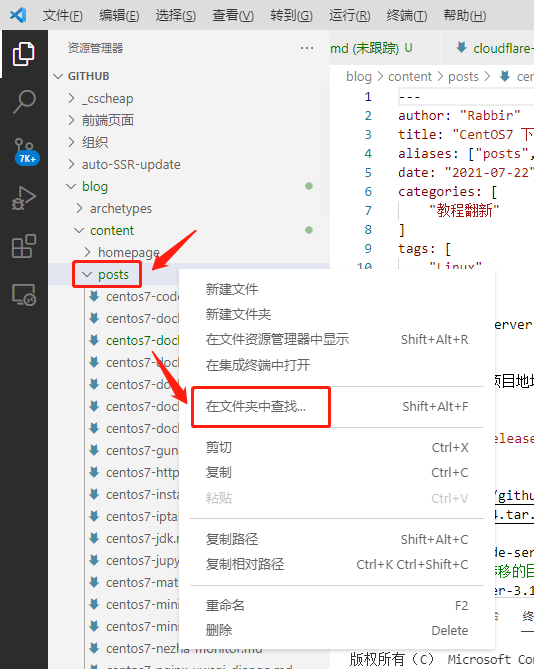 文件(F) 编辑(E) 选择(S) 查看(V) 转到(G) 运行(R) 终端(T) 帮助(H)
资源管理器 ···
GITHUB
_cscheap
前端页面
组织
auto-SSR-update
blog
archetypes
content
homepage
posts
centos7-code
centos7-dock
centos7-dock
centos7-doc
centos7-doc
centos7-dock
centos7-dock
centos7-gun
centos7-http
centos7-insta
centos7-iptal
centos7-jdk.r
centos7-jupy
centos7-mat
centos7-mini
centos7-mini
centos7-nezha-monitor.md
7K+
md (未跟踪) U
cloudflare-
blog > content > posts > cen
1 ---
2 author: "Rabbir"
3 title: "CentOS7 下
4 aliases: ["posts",
5 date: "2021-07-22"
6 categories: [
7 "教程翻新"
8 ]
9 tags: [
10 "Linux"
新建文件
新建文件夹
在文件资源管理器中显示 Shift+Alt+R
在集成终端中打开
在文件夹中查找... Shift+Alt+F
剪切 Ctrl+X
复制 Ctrl+C
粘贴 Ctrl+V
复制路径 Shift+Alt+C
复制相对路径 Ctrl+K Ctrl+Shift+C
重命名 F2
删除 Delete
server
项目地址
elease
/githu
4.tar.
de-ser
移的目
er-3.1
终
版权所有 (C) Microsoft Co